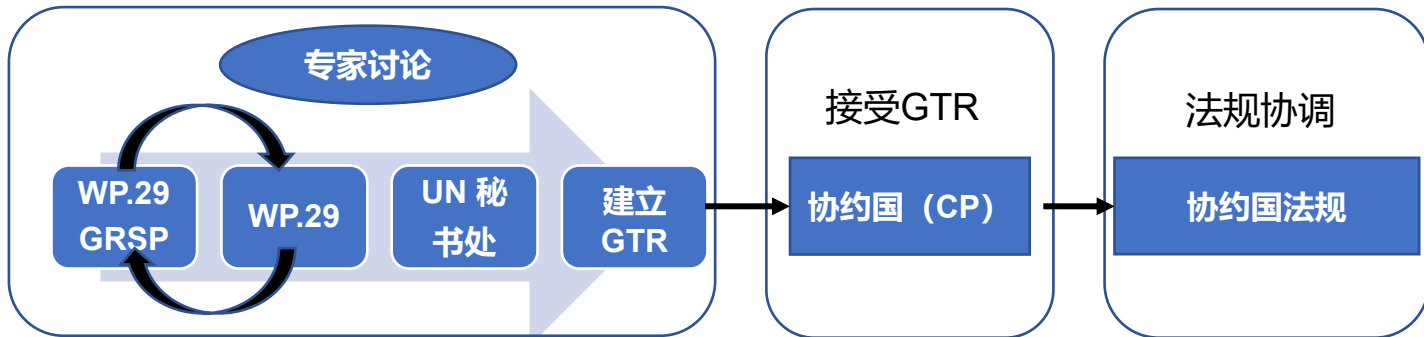 专家讨论
WP.29
GRSP
WP.29
UN 秘
书处
建立
GTR
接受GTR
协约国（CP）
法规协调
协约国法规